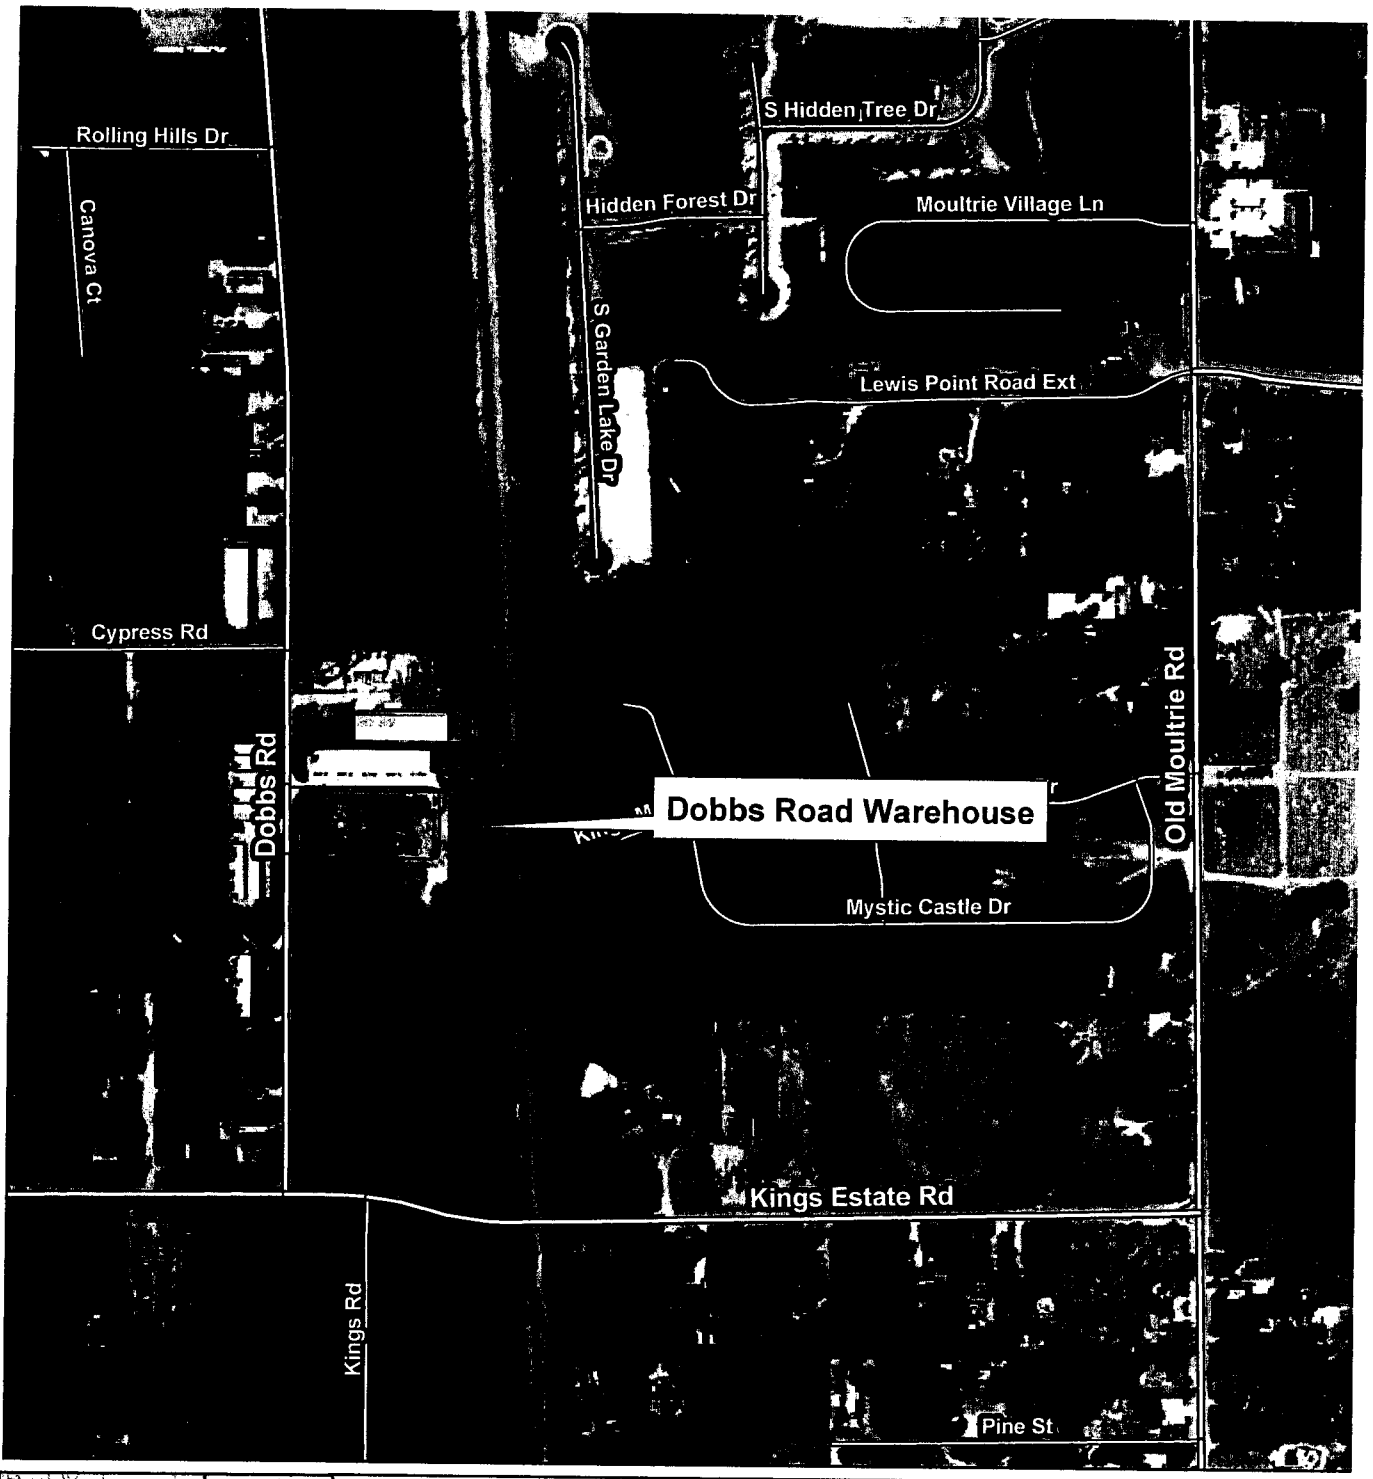 S Hidden Tree Dr
Rolling Hills Dr
Hidden Forest Dr
Moultrie Village Ln
Canova Ct
S Garden Lake Dr
Lewis Point Road Ext
Cypress Rd
Old Moultrie Rd
Dobbs Rd
Dobbs Road Warehouse
Mystic Castle Dr
Kings Estate Rd
Kings Rd
Pine St